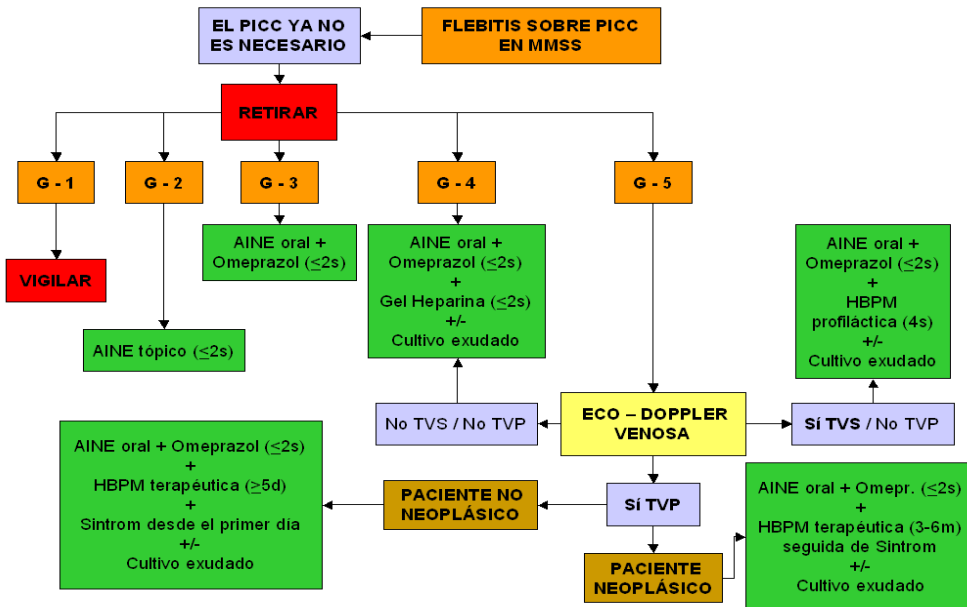 EL PICC YA NO
ES NECESARIO
FLEBITIS SOBRE PICC
EN MMSS
RETIRAR
G - 1
G - 2
G - 3
G - 4
G - 5
VIGILAR
AINE tópico (≤2s)
AINE oral +
Omeprazol (≤2s)
AINE oral +
Omeprazol (≤2s)
+
Gel Heparina (≤2s)
+/-
Cultivo exudado
AINE oral +
Omeprazol (≤2s)
+
HBPM
profiláctica (4s)
+/-
Cultivo exudado
No TVS / No TVP
ECO – DOPPLER
VENOSA
Sí TVS / No TVP
AINE oral + Omeprazol (≤2s)
+
HBPM terapéutica (≥5d)
+
Sintrom desde el primer día
+/-
Cultivo exudado
PACIENTE NO
NEOPLÁSICO
Sí TVP
PACIENTE
NEOPLÁSICO
AINE oral + Omepr. (≤2s)
+
HBPM terapéutica (3-6m)
seguida de Sintrom
+/-
Cultivo exudado